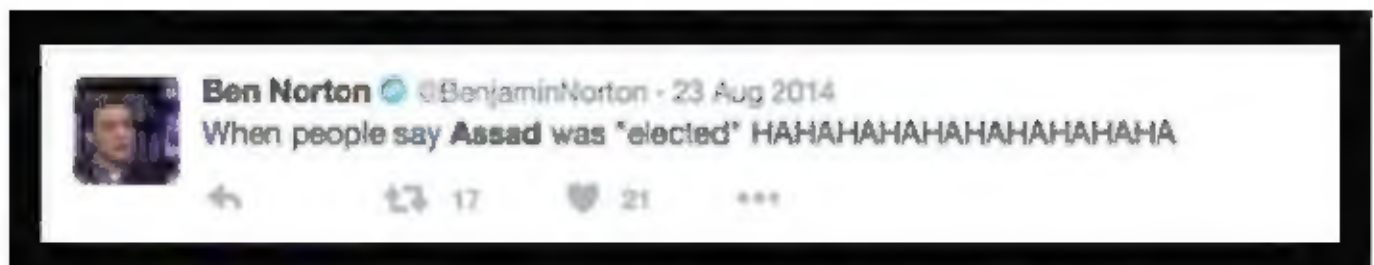 Ben Norton @BenjaminNorton - 23 Aug 2014
When people say Assad was "elected" HAHAHAHAHAHAHAHAHAHA
17 21